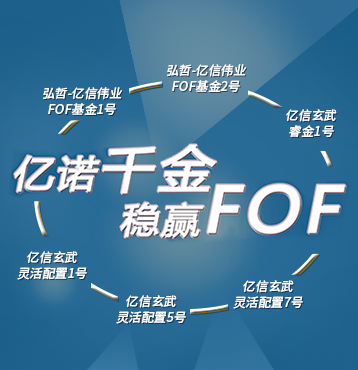 弘哲-亿信伟业
FOF基金2号
弘哲-亿信伟业
FOF基金1号
亿信玄武
睿金1号
亿诺千金
稳赢FOF
亿信玄武
灵活配置1号
亿信玄武
灵活配置5号
亿信玄武
灵活配置7号